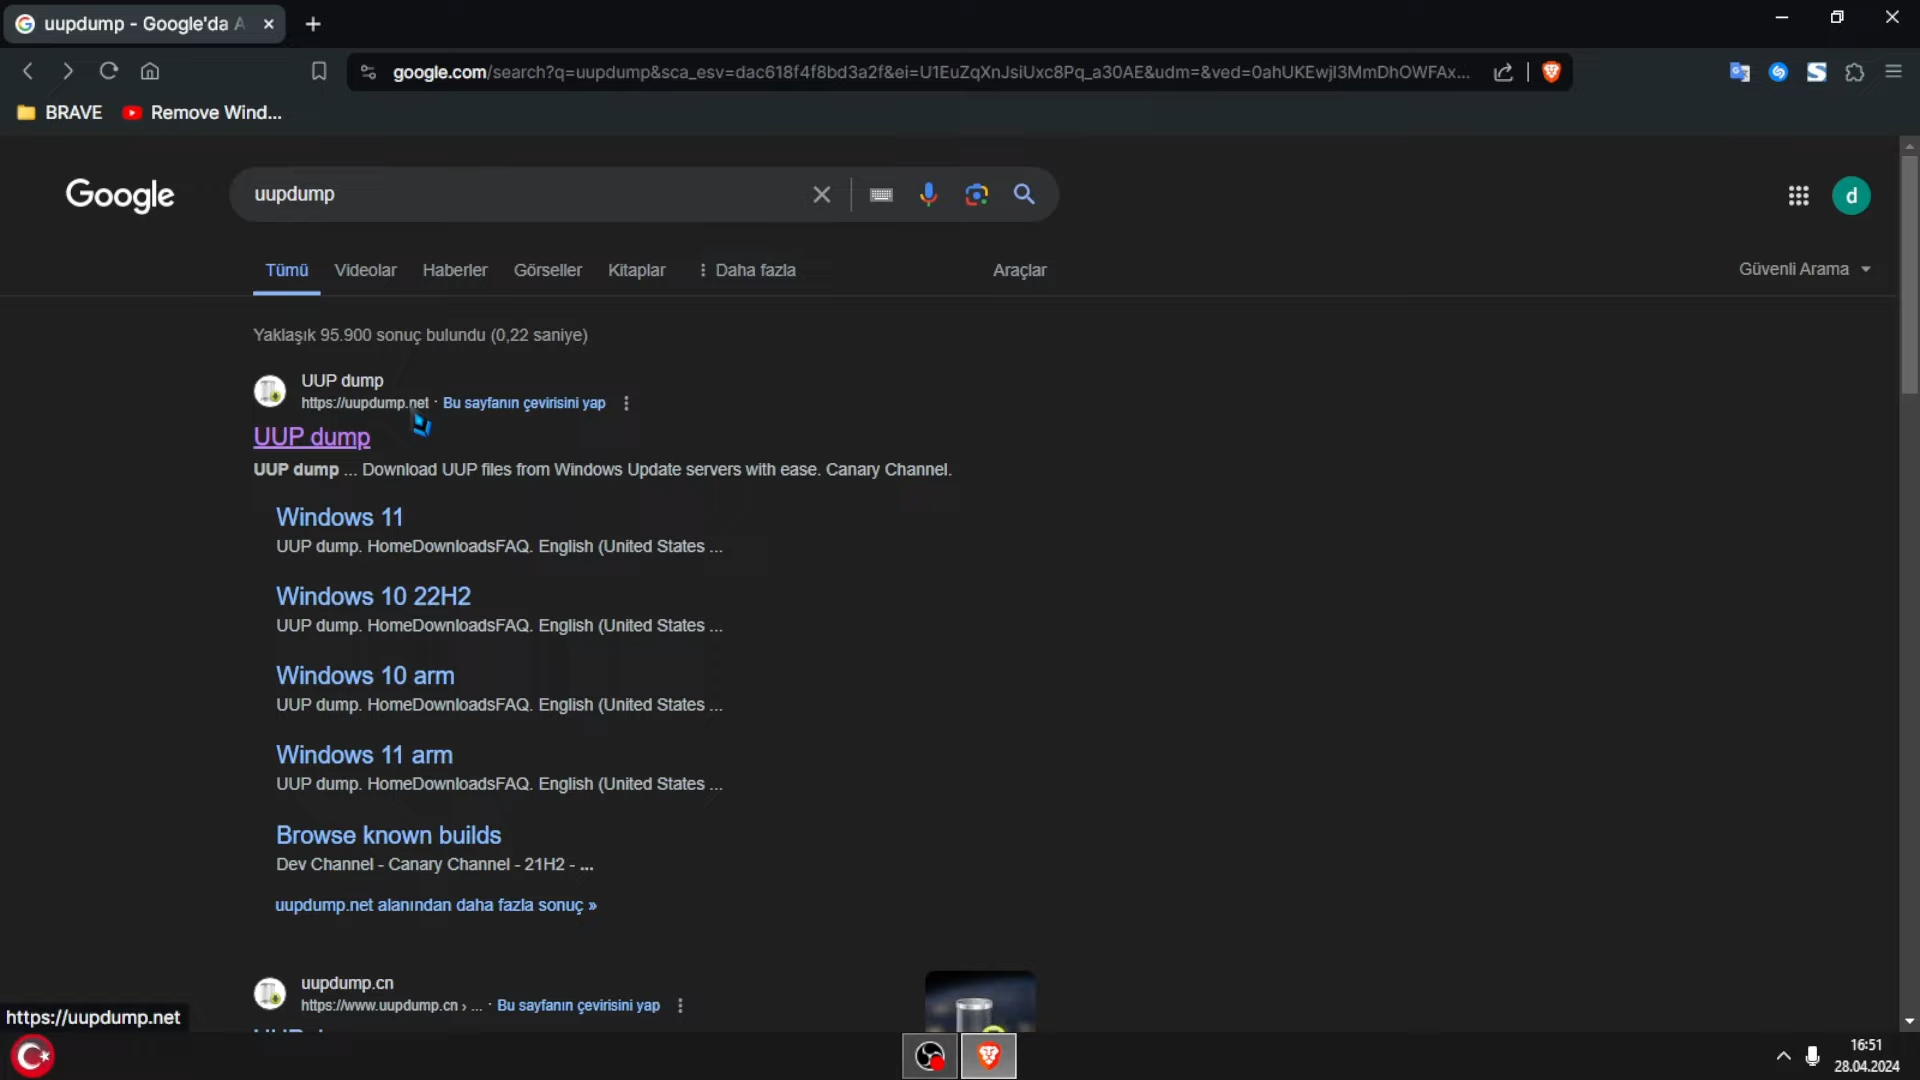 uupdump - Google'da A
google.com/search?q=uupdump&sca_esv=dac618f4f8bd3a2f&ei=U1EuZqXnJsiUxc8Pq_a30AE&udm=&ved=0ahUKEwjI3MmDhOWFAx...
BRAVE
Remove Wind...
Google
uupdump
d
Tümü
Videolar
Haberler
Görseller
Kitaplar
Daha fazla
Araçlar
Güvenli Arama
Yaklaşık 95.900 sonuç bulundu (0,22 saniye)
UUP dump
https://uupdump.net · Bu sayfanın çevirisini yap
UUP dump
UUP dump ... Download UUP files from Windows Update servers with ease. Canary Channel.
Windows 11
UUP dump. HomeDownloadsFAQ. English (United States ...
Windows 10 22H2
UUP dump. HomeDownloadsFAQ. English (United States ...
Windows 10 arm
UUP dump. HomeDownloadsFAQ. English (United States ...
Windows 11 arm
UUP dump. HomeDownloadsFAQ. English (United States ...
Browse known builds
Dev Channel - Canary Channel - 21H2 - ...
uupdump.net alanından daha fazla sonuç »
uupdump.cn
https://www.uupdump.cn › ... · Bu sayfanın çevirisini yap
https://uupdump.net
16:51
28.04.2024